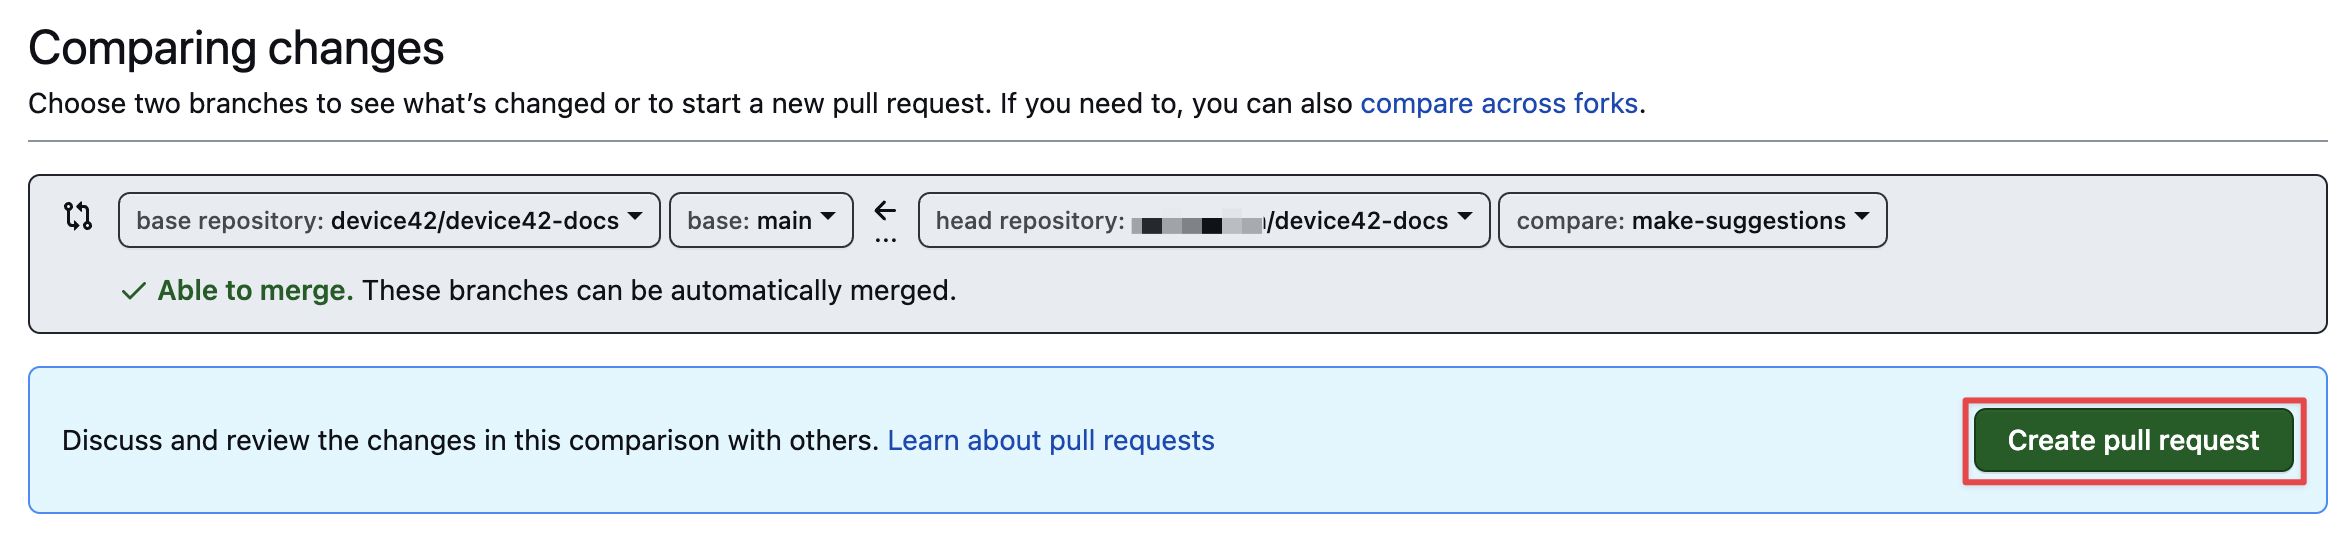 Comparing changes
Choose two branches to see what’s changed or to start a new pull request. If you need to, you can also compare across forks.
base repository: device42/device42-docs base: main ... head repository: /device42-docs compare: make-suggestions
Able to merge. These branches can be automatically merged.
Discuss and review the changes in this comparison with others. Learn about pull requests
Create pull request